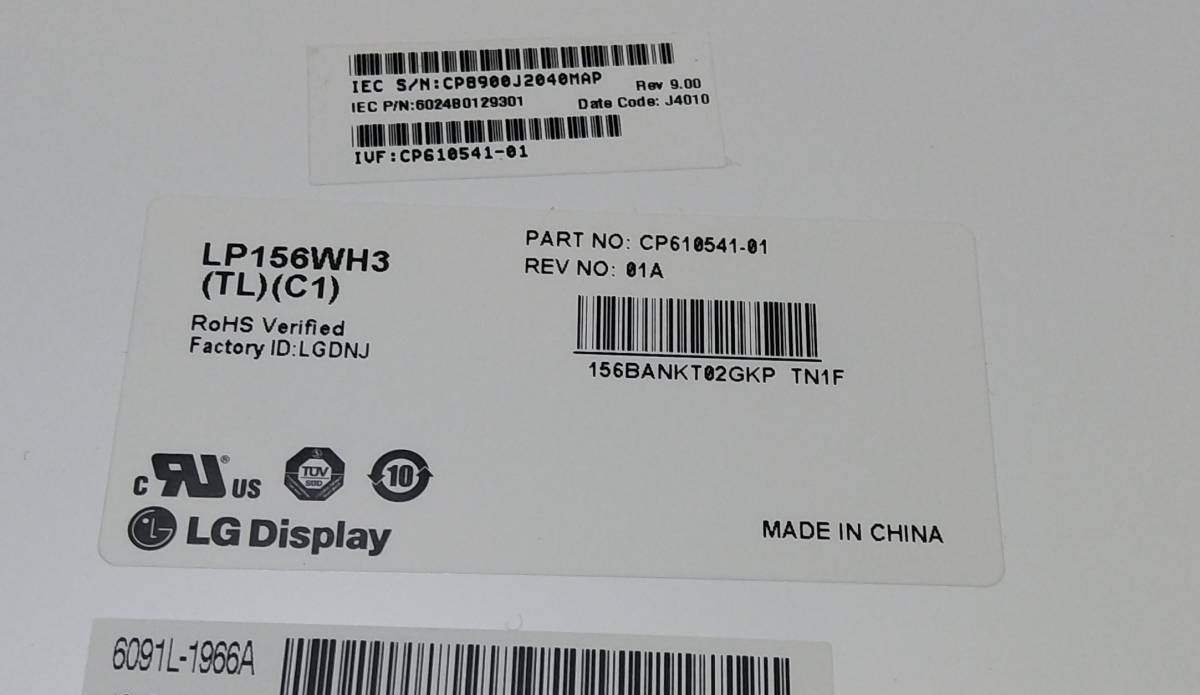 IEC S/N:CP8900J2040MAP
Rev 9.00
IEC P/N:6024B0129301
Date Code: J4010
IVF:CP610541-01
LP156WH3
(TL)(C1)
RoHS Verified
Factory ID:LGDNJ
PART NO: CP610541-01
REV NO: 01A
156BANKT02GKP TN1F
c RU ® US
TÜV
SÜD
10
LG Display
MADE IN CHINA
6091L-1966A